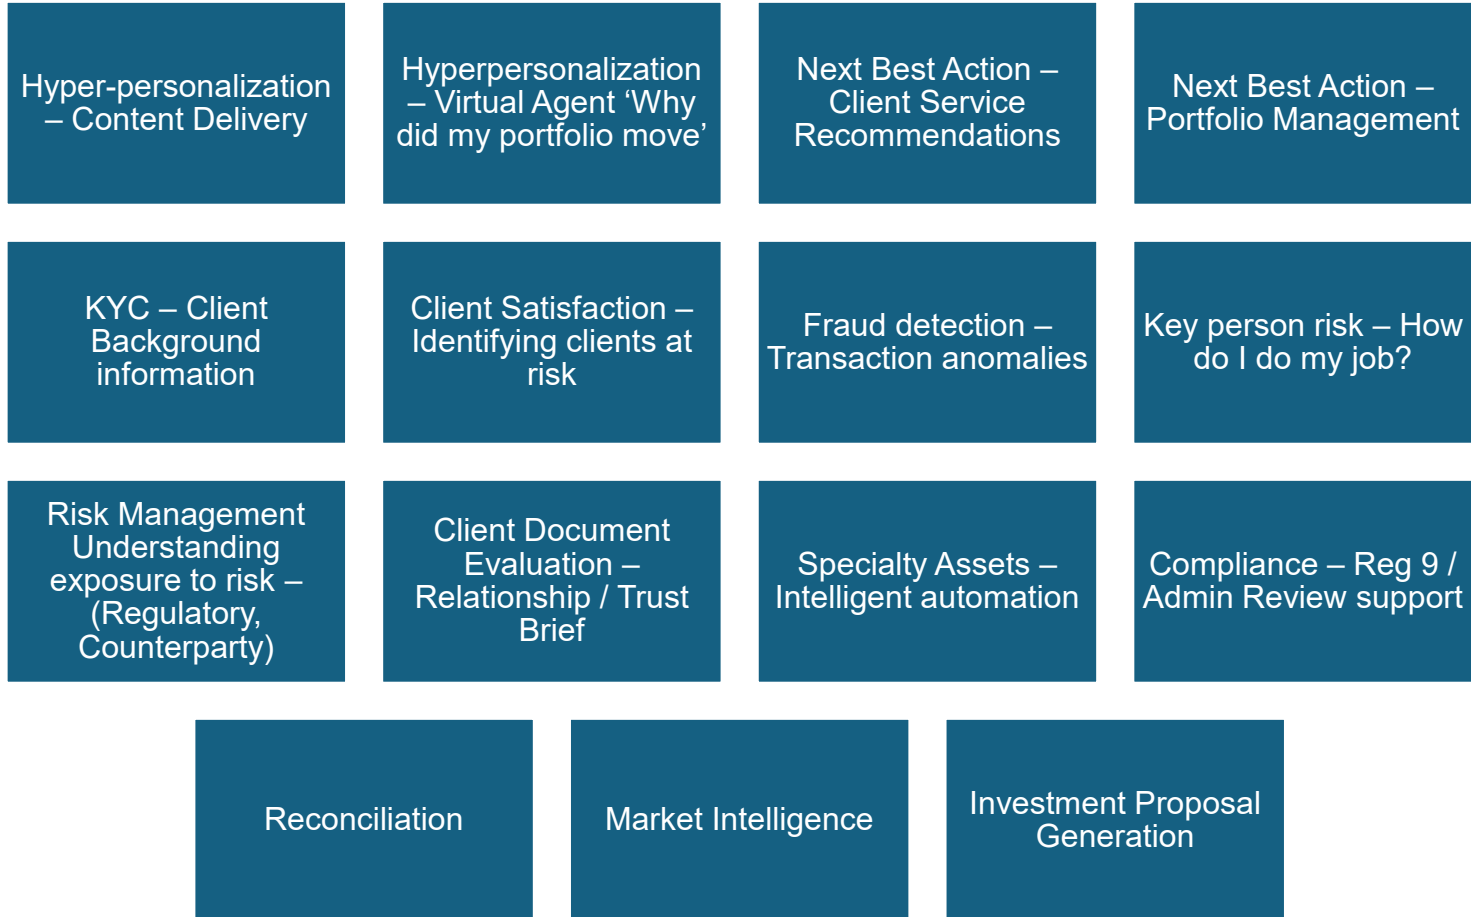 Hyper-personalization
– Content Delivery
Hyperpersonalization
– Virtual Agent ‘Why
did my portfolio move’
Next Best Action –
Client Service
Recommendations
Next Best Action –
Portfolio Management
KYC – Client
Background
information
Client Satisfaction –
Identifying clients at
risk
Fraud detection –
Transaction anomalies
Key person risk – How
do I do my job?
Risk Management
Understanding
exposure to risk –
(Regulatory,
Counterparty)
Client Document
Evaluation –
Relationship / Trust
Brief
Specialty Assets –
Intelligent automation
Compliance – Reg 9 /
Admin Review support
Reconciliation
Market Intelligence
Investment Proposal
Generation